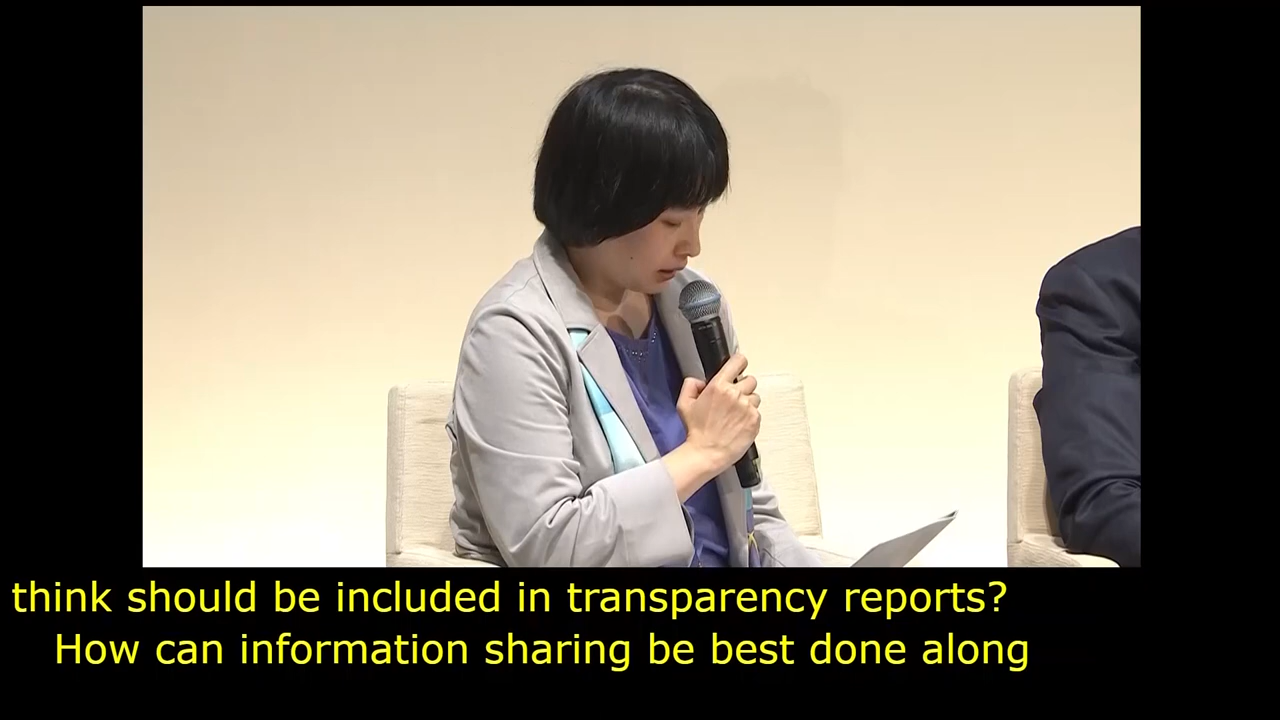 think should be included in transparency reports?
How can information sharing be best done along